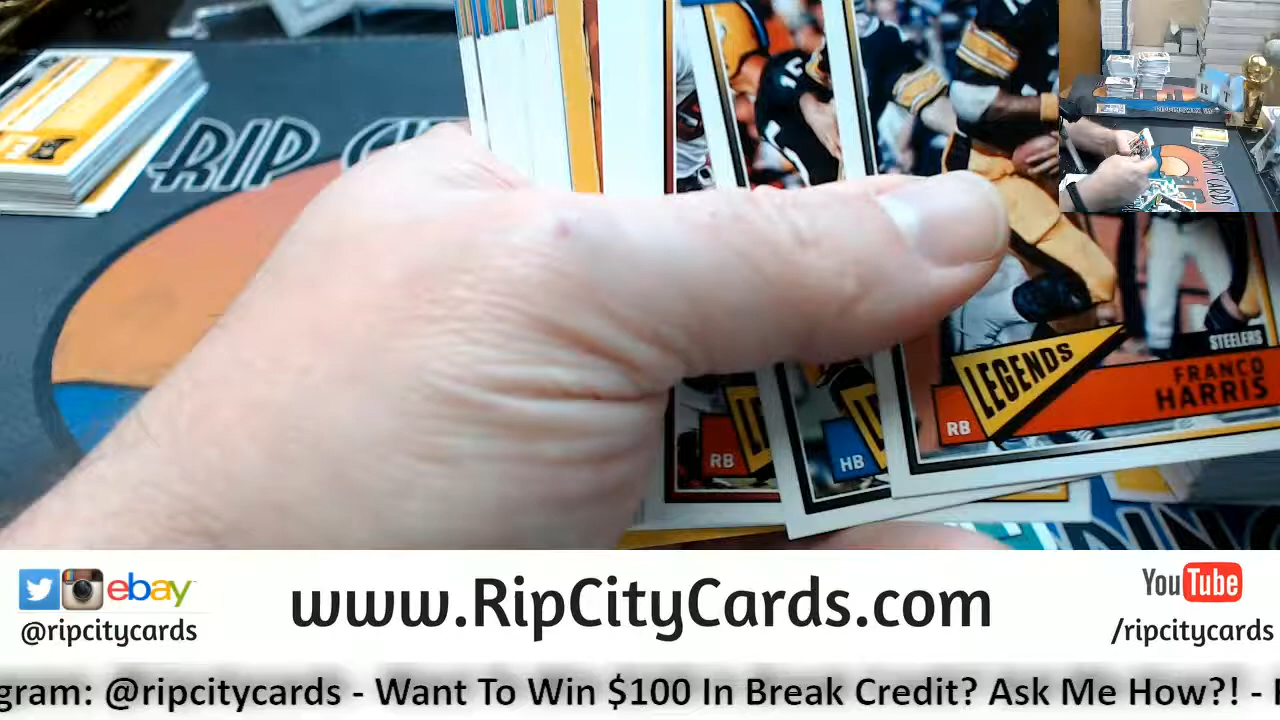 RIP
STEELERS
LEGENDS
FRANCO
HARRIS
RB
RB
HB
ebay
@ripcitycards
www.RipCityCards.com
YouTube
/ripcitycards
gram: @ripcitycards - Want To Win $100 In Break Credit? Ask Me How?! -